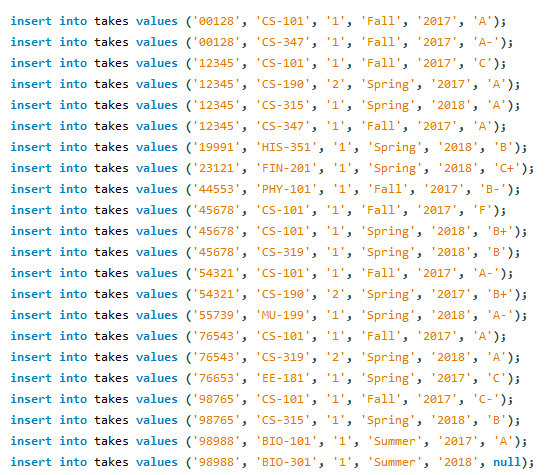 insert into takes values ('00128', 'CS-101', '1', 'Fall', '2017', 'A');
insert into takes values ('00128', 'CS-347', '1', 'Fall', '2017', 'A-');
insert into takes values ('12345', 'CS-101', '1', 'Fall', '2017', 'C');
insert into takes values ('12345', 'CS-190', '2', 'Spring', '2017', 'A');
insert into takes values ('12345', 'CS-315', '1', 'Spring', '2018', 'A');
insert into takes values ('12345', 'CS-347', '1', 'Fall', '2017', 'A');
insert into takes values ('19991', 'HIS-351', '1', 'Spring', '2018', 'B');
insert into takes values ('23121', 'FIN-201', '1', 'Spring', '2018', 'C+');
insert into takes values ('44553', 'PHY-101', '1', 'Fall', '2017', 'B-');
insert into takes values ('45678', 'CS-101', '1', 'Fall', '2017', 'F');
insert into takes values ('45678', 'CS-101', '1', 'Spring', '2018', 'B+');
insert into takes values ('45678', 'CS-319', '1', 'Spring', '2018', 'B');
insert into takes values ('54321', 'CS-101', '1', 'Fall', '2017', 'A-');
insert into takes values ('54321', 'CS-190', '2', 'Spring', '2017', 'B+');
insert into takes values ('55739', 'MU-199', '1', 'Spring', '2018', 'A-');
insert into takes values ('76543', 'CS-101', '1', 'Fall', '2017', 'A');
insert into takes values ('76543', 'CS-319', '2', 'Spring', '2018', 'A');
insert into takes values ('76653', 'EE-181', '1', 'Spring', '2017', 'C');
insert into takes values ('98765', 'CS-101', '1', 'Fall', '2017', 'C-');
insert into takes values ('98765', 'CS-315', '1', 'Spring', '2018', 'B');
insert into takes values ('98988', 'BIO-101', '1', 'Summer', '2017', 'A');
insert into takes values ('98988', 'BIO-301', '1', 'Summer', '2018', null);